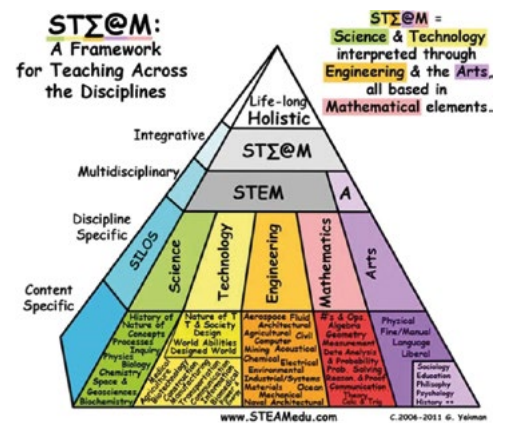 STΣ@M:
A Framework
for Teaching Across
the Disciplines
STΣ@M =
Science & Technology
interpreted through
Engineering & the Arts,
all based in
Mathematical elements.
Life-long
Holistic
Integrative
STΣ@M
Multidisciplinary
STEM
A
Discipline
Specific
SILOS
Science
Technology
Engineering
Mathematics
Arts
Content
Specific
History of
Nature of
Concepts
Processes
Inquiry
Physics
Biology
Chemistry
Space &
Geosciences
Biochemistry
Nature of T
T & Society
Design
World Abilities
Designed World
Aerospace Fluid
Architectural
Agricultural Civil
Computer
Mining Acoustical
Chemical
Electrical
Environmental
Industrial/Systems
Materials Ocean
Mechanical
Naval Architectural
#'s & Ops.
Algebra
Geometry
Measurement
Data Analysis
& Probability
Prob. Solving
Reason. & Proof
Communication
Theory
Calc & Trig
Physical
Fine/Manual
Language
Liberal
Sociology
Education
Philosophy
Psychology
History ++
www.STEAMedu.com
C.2006-2011 G. Yakman